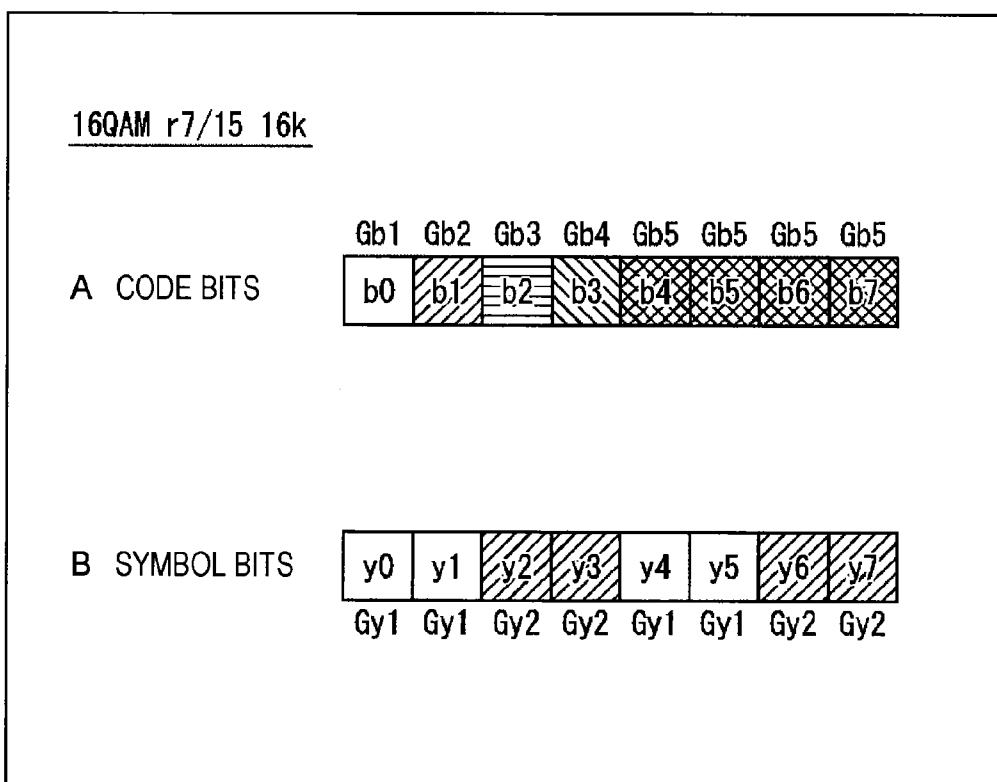 16QAM r7/15 16k
Gb1 Gb2 Gb3 Gb4 Gb5 Gb5 Gb5 Gb5
A CODE BITS b0 b1 b2 b3 b4 b5 b6 b7
B SYMBOL BITS y0 y1 y2 y3 y4 y5 y6 y7
Gy1 Gy1 Gy2 Gy2 Gy1 Gy1 Gy2 Gy2